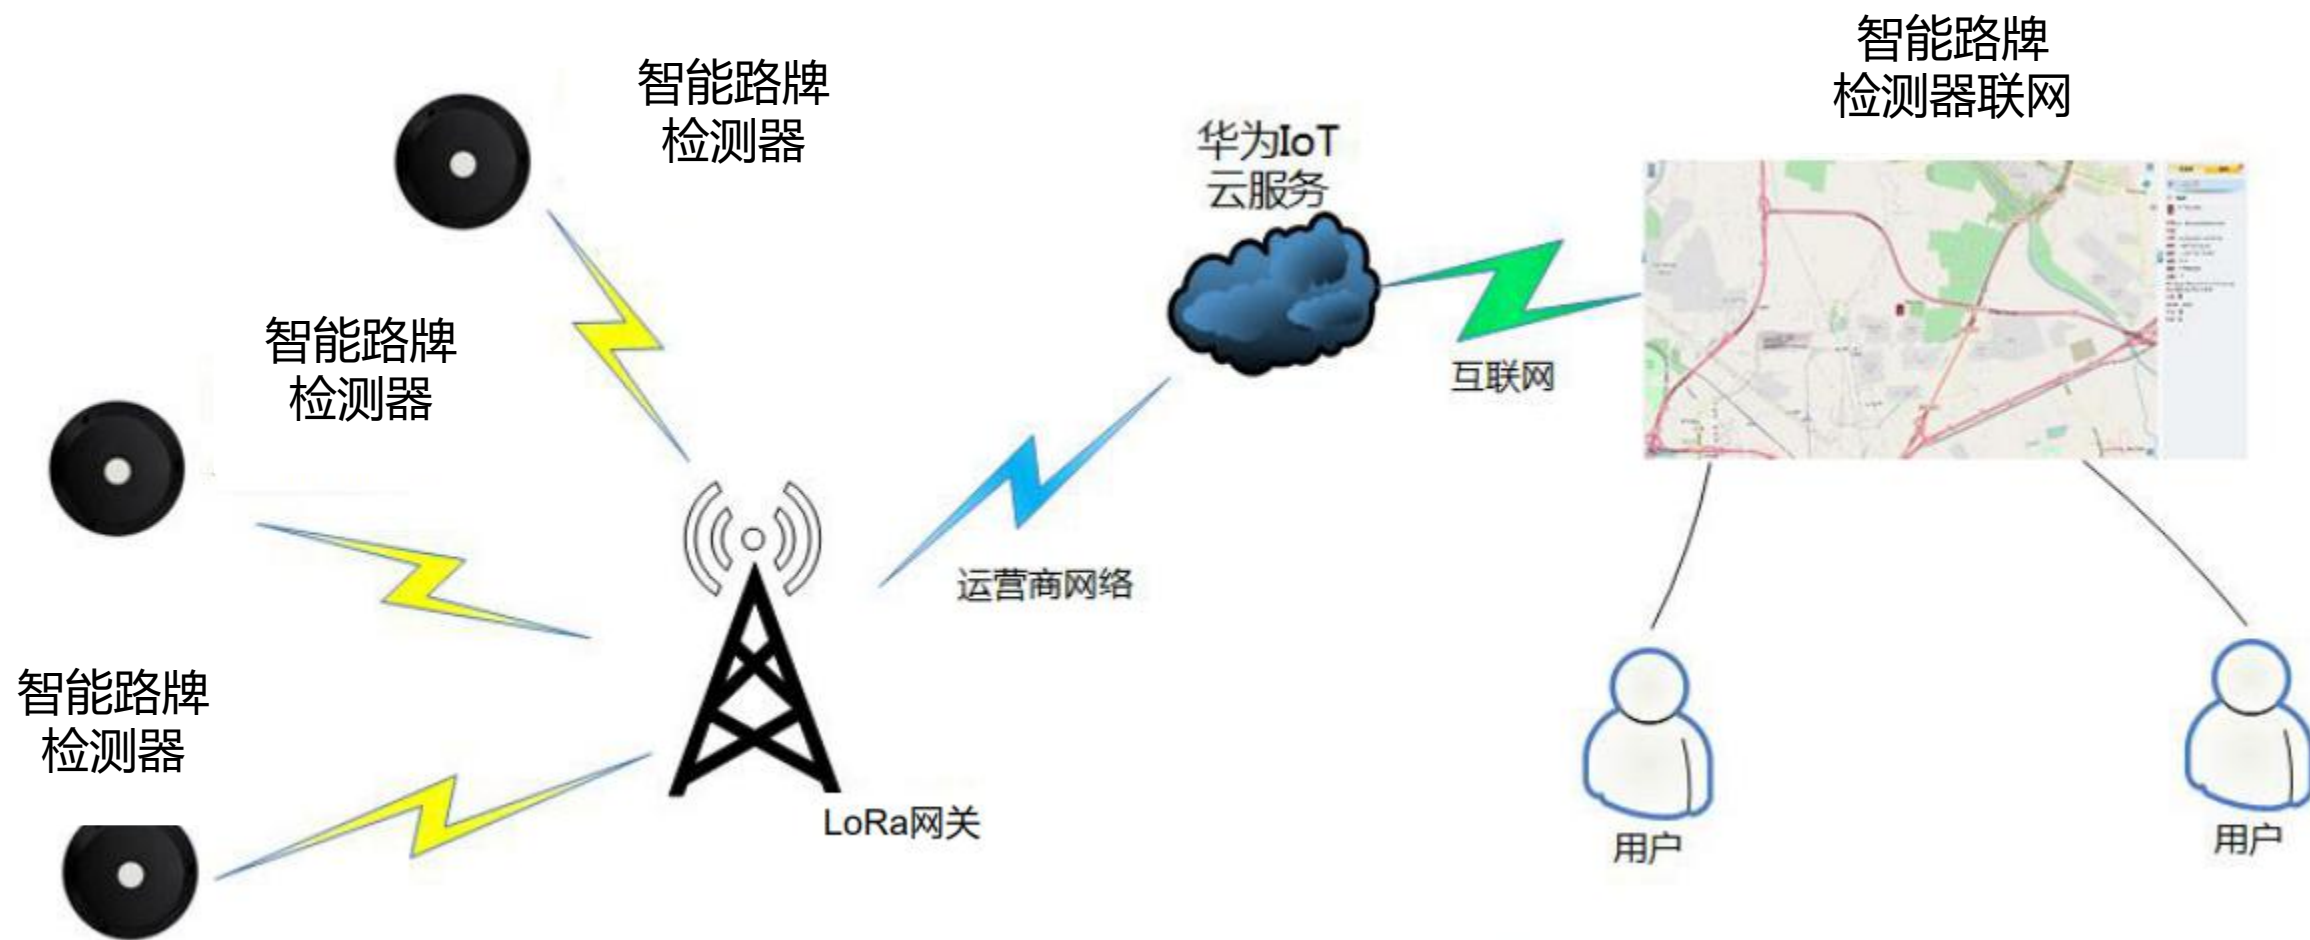 智能路牌
检测器
智能路牌
检测器
智能路牌
检测器
LoRa网关
运营商网络
华为IoT
云服务
互联网
智能路牌
检测器联网
用户
用户